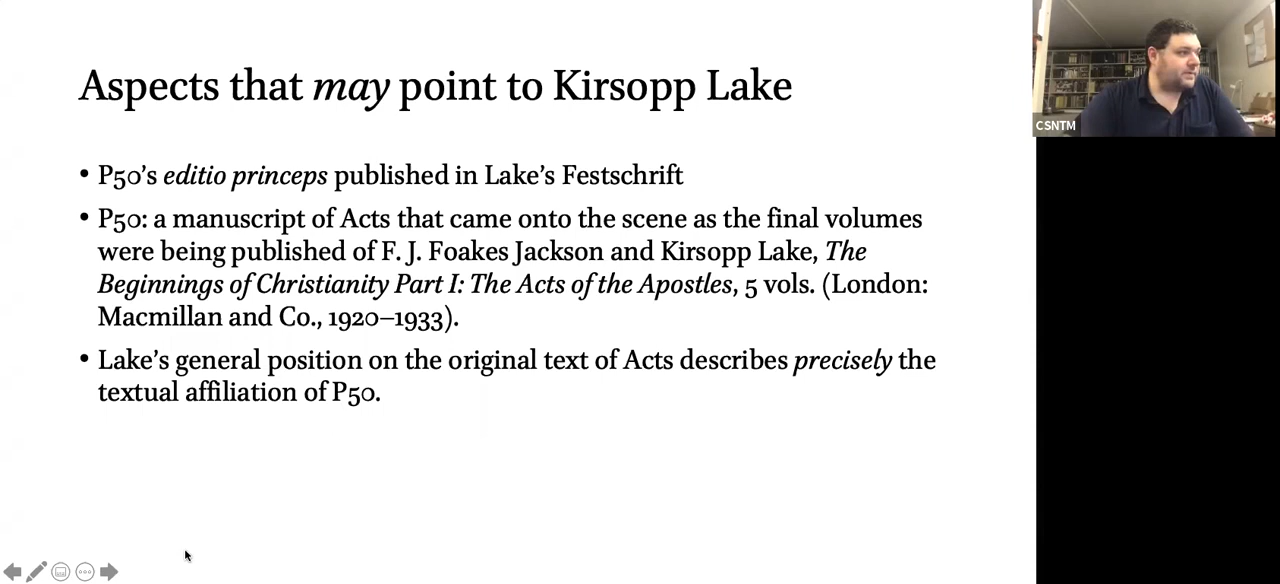 Aspects that may point to Kirsopp Lake
• P50’s editio princeps published in Lake’s Festschrift
• P50: a manuscript of Acts that came onto the scene as the final volumes
were being published of F. J. Foakes Jackson and Kirsopp Lake, The
Beginnings of Christianity Part I: The Acts of the Apostles, 5 vols. (London:
Macmillan and Co., 1920–1933).
• Lake’s general position on the original text of Acts describes precisely the
textual affiliation of P50.
CSNTM